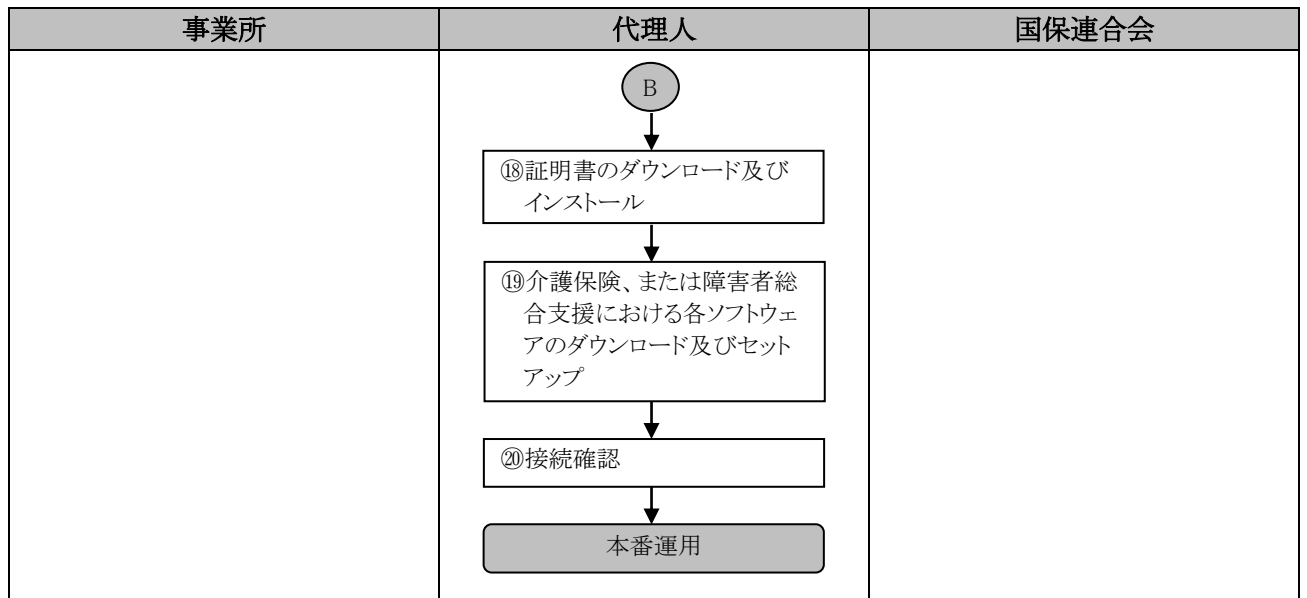 事業所
代理人
国保連合会
B
⑱証明書のダウンロード及び
インストール
⑲介護保険、または障害者総
合支援における各ソフトウェ
アのダウンロード及びセット
アップ
⑳接続確認
本番運用